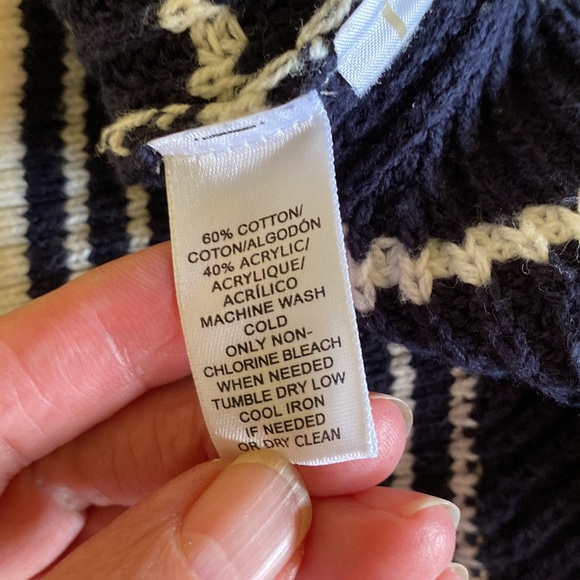 60% COTTON/
COTON/ALGODÓN
40% ACRYLIC/
ACRYLIQUE/
ACRÍLICO
MACHINE WASH
COLD
ONLY NON-
CHLORINE BLEACH
WHEN NEEDED
TUMBLE DRY LOW
COOL IRON
IF NEEDED
OR DRY CLEAN